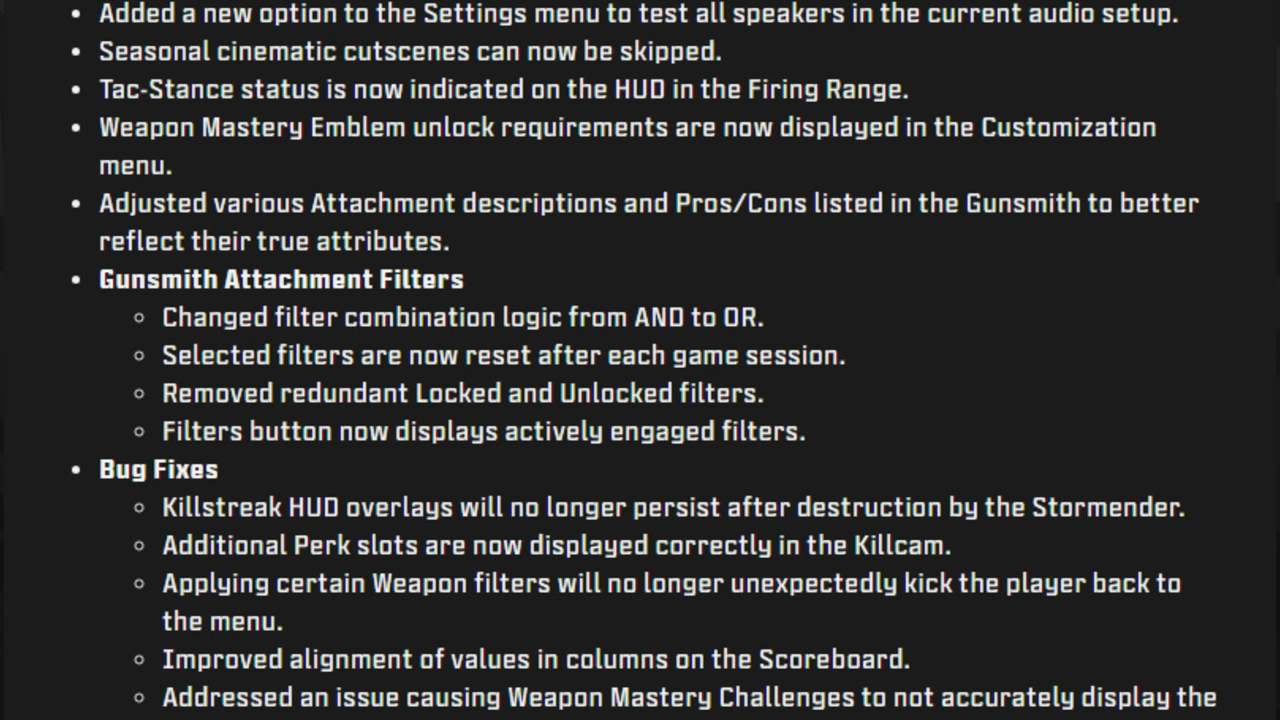 • Added a new option to the Settings menu to test all speakers in the current audio setup.
• Seasonal cinematic cutscenes can now be skipped.
• Tac-Stance status is now indicated on the HUD in the Firing Range.
• Weapon Mastery Emblem unlock requirements are now displayed in the Customization
menu.
• Adjusted various Attachment descriptions and Pros/Cons listed in the Gunsmith to better
reflect their true attributes.
• Gunsmith Attachment Filters
◦ Changed filter combination logic from AND to OR.
◦ Selected filters are now reset after each game session.
◦ Removed redundant Locked and Unlocked filters.
◦ Filters button now displays actively engaged filters.
• Bug Fixes
◦ Killstreak HUD overlays will no longer persist after destruction by the Stormender.
◦ Additional Perk slots are now displayed correctly in the Killcam.
◦ Applying certain Weapon filters will no longer unexpectedly kick the player back to
the menu.
◦ Improved alignment of values in columns on the Scoreboard.
◦ Addressed an issue causing Weapon Mastery Challenges to not accurately display the